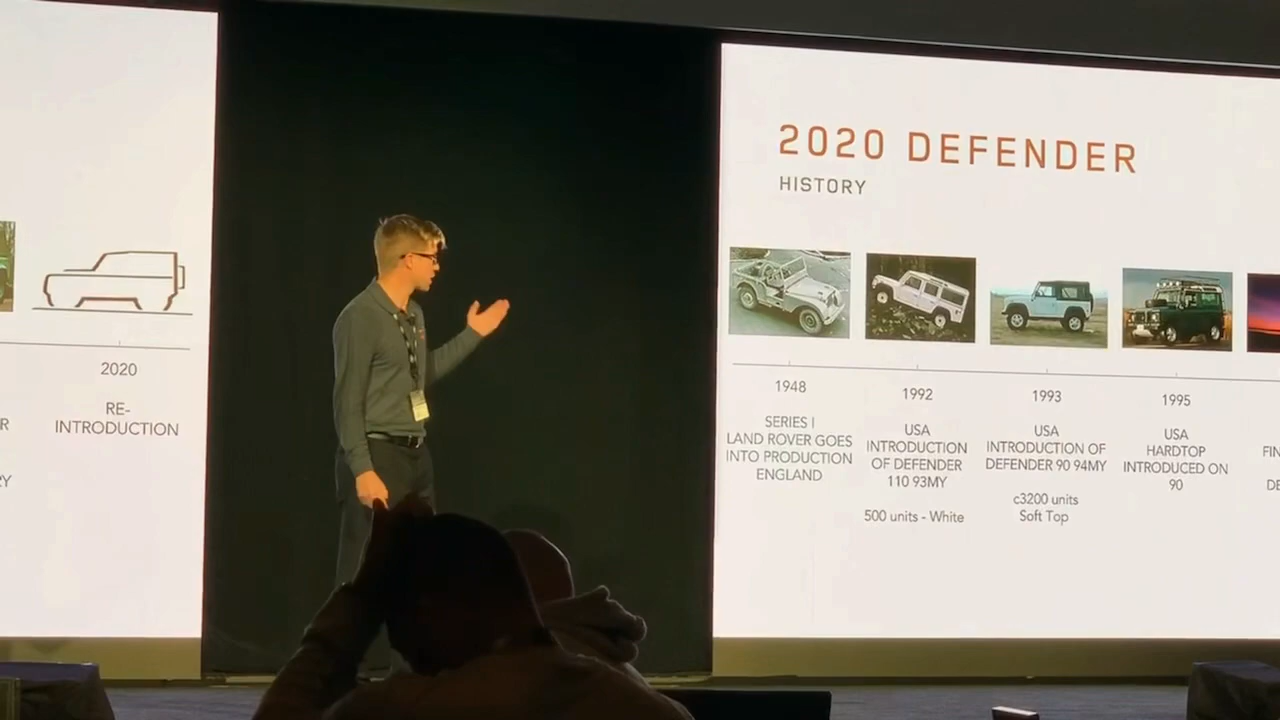 2020
RE-
INTRODUCTION
2020 DEFENDER
HISTORY
1948
SERIES I
LAND ROVER GOES
INTO PRODUCTION
ENGLAND
1992
USA
INTRODUCTION
OF DEFENDER
110 93MY
500 units - White
1993
USA
INTRODUCTION OF
DEFENDER 90 94MY
c3200 units
Soft Top
1995
USA
HARDTOP
INTRODUCED ON
90